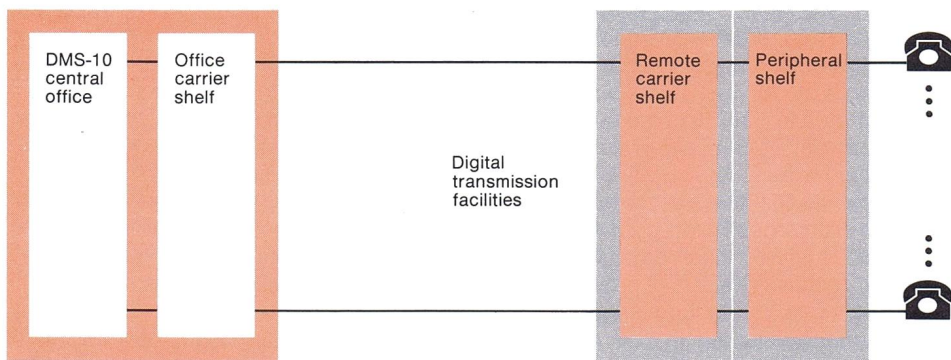 DMS-10
central
office
Office
carrier
shelf
Digital
transmission
facilities
Remote
carrier
shelf
Peripheral
shelf